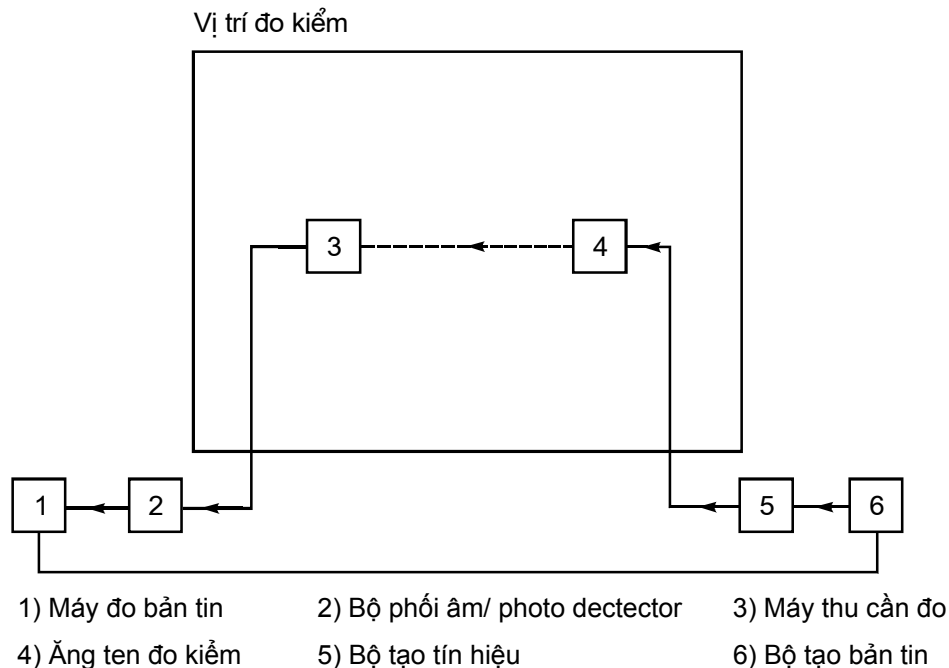 Vị trí đo kiểm
3
4
1
2
5
6
1) Máy đo bản tin 2) Bộ phối âm/ photo dectector 3) Máy thu cần đo
4) Ăng ten đo kiểm 5) Bộ tạo tín hiệu 6) Bộ tạo bản tin